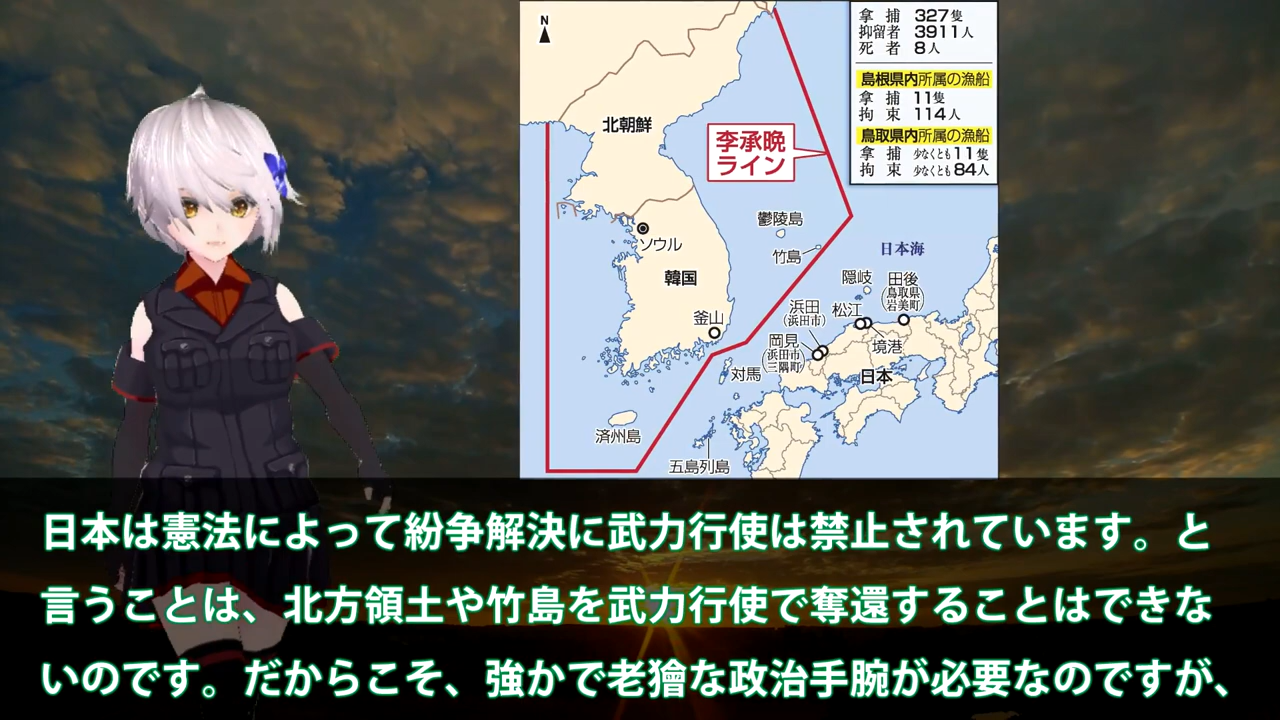 N
北朝鮮
李承晩
ライン
鬱陵島
竹島
ソウル
韓国
釜山
日本海
隠岐
田後
(鳥取県
岩美町)
浜田
(浜田市)
松江
境港
岡見
(浜田市
三隅町)
対馬
日本
済州島
五島列島
拿捕 327隻
抑留者 3911人
死者 8人
島根県内所属の漁船
拿捕 11隻
拘束 114人
鳥取県内所属の漁船
拿捕 少なくとも11隻
拘束 少なくとも84人
日本は憲法によって紛争解決に武力行使は禁止されています。と
言うことは、北方領土や竹島を武力行使で奪還することはできな
いのです。だからこそ、強かで老獪な政治手腕が必要なのですが、